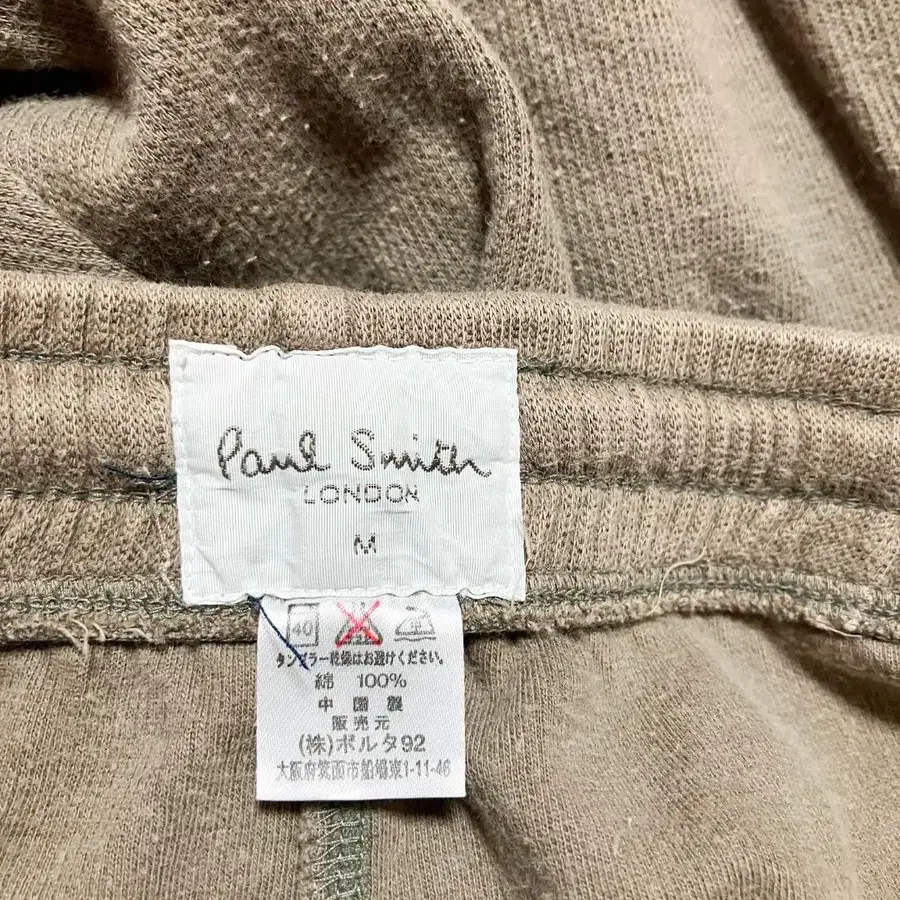 Paul Smith
LONDON
M
40
タンブラー乾燥はお避けください。
綿 100%
中国製
販売元
(株)ボルタ92
大阪府箕面市船場東1-11-46